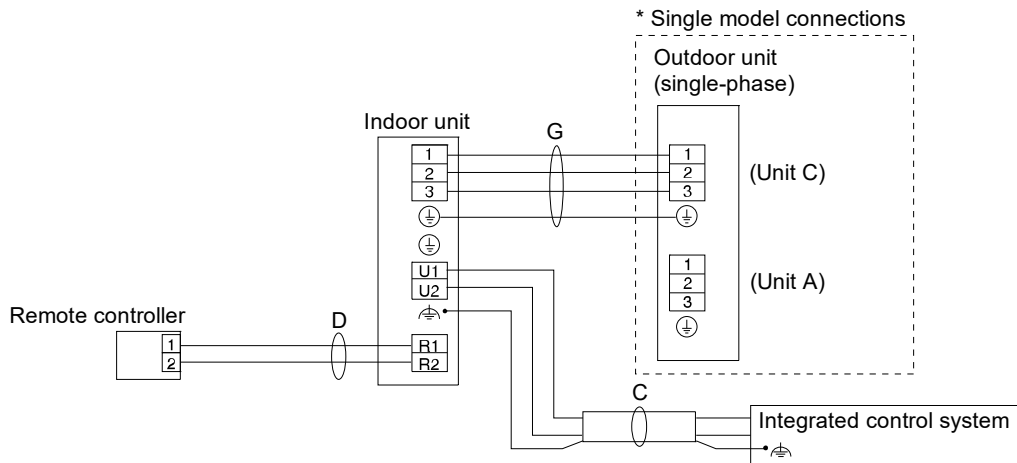 * Single model connections
Outdoor unit
(single-phase)
Indoor unit
G
1
2
3
1
2
3
(Unit C)
U1
U2
1
2
3
(Unit A)
Remote controller
D
1
2
R1
R2
C
Integrated control system